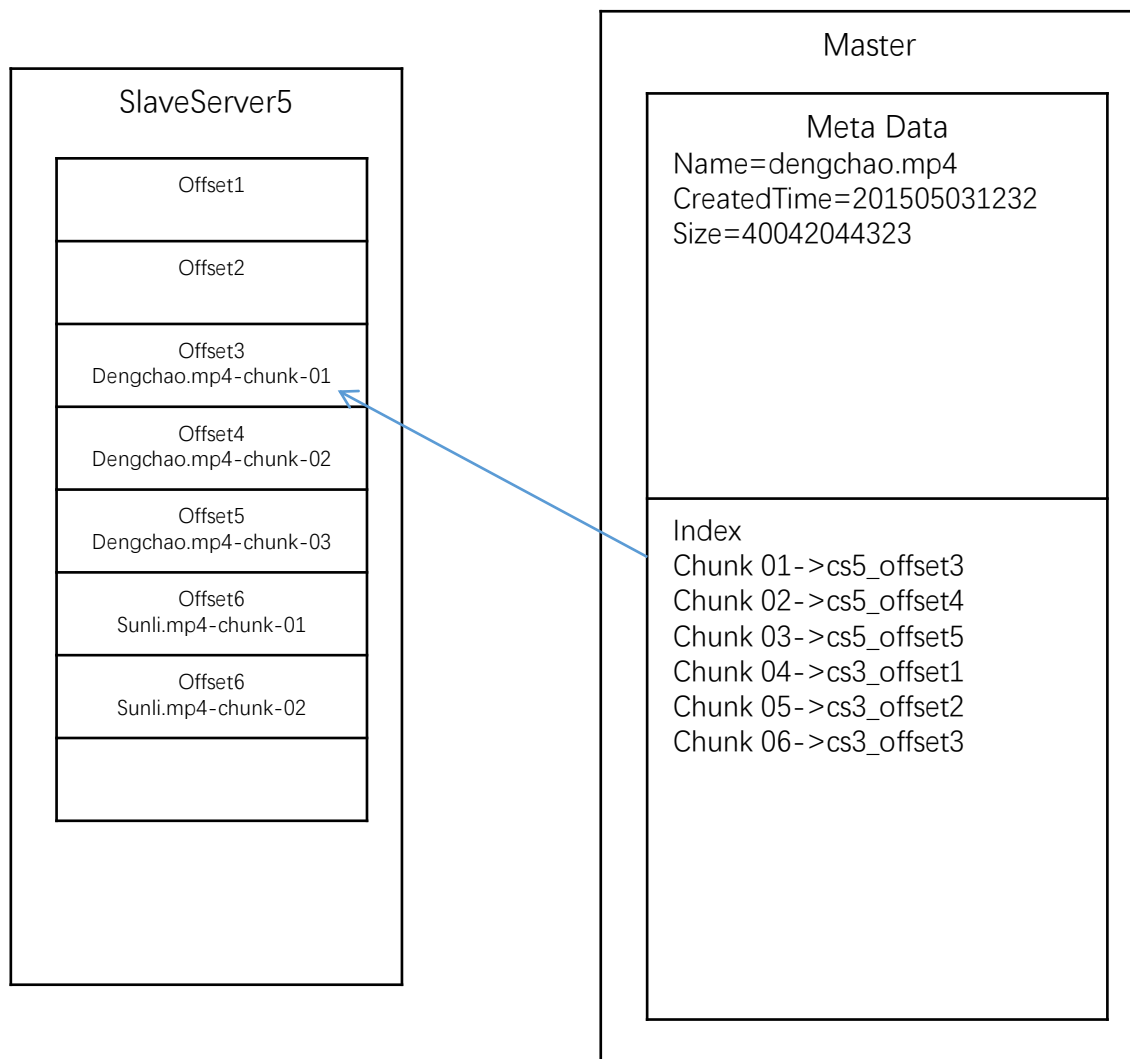 SlaveServer5
Offset1
Offset2
Offset3
Dengchao.mp4-chunk-01
Offset4
Dengchao.mp4-chunk-02
Offset5
Dengchao.mp4-chunk-03
Offset6
Sunli.mp4-chunk-01
Offset6
Sunli.mp4-chunk-02
Master
Meta Data
Name=dengchao.mp4
CreatedTime=201505031232
Size=40042044323
Index
Chunk 01->cs5_offset3
Chunk 02->cs5_offset4
Chunk 03->cs5_offset5
Chunk 04->cs3_offset1
Chunk 05->cs3_offset2
Chunk 06->cs3_offset3